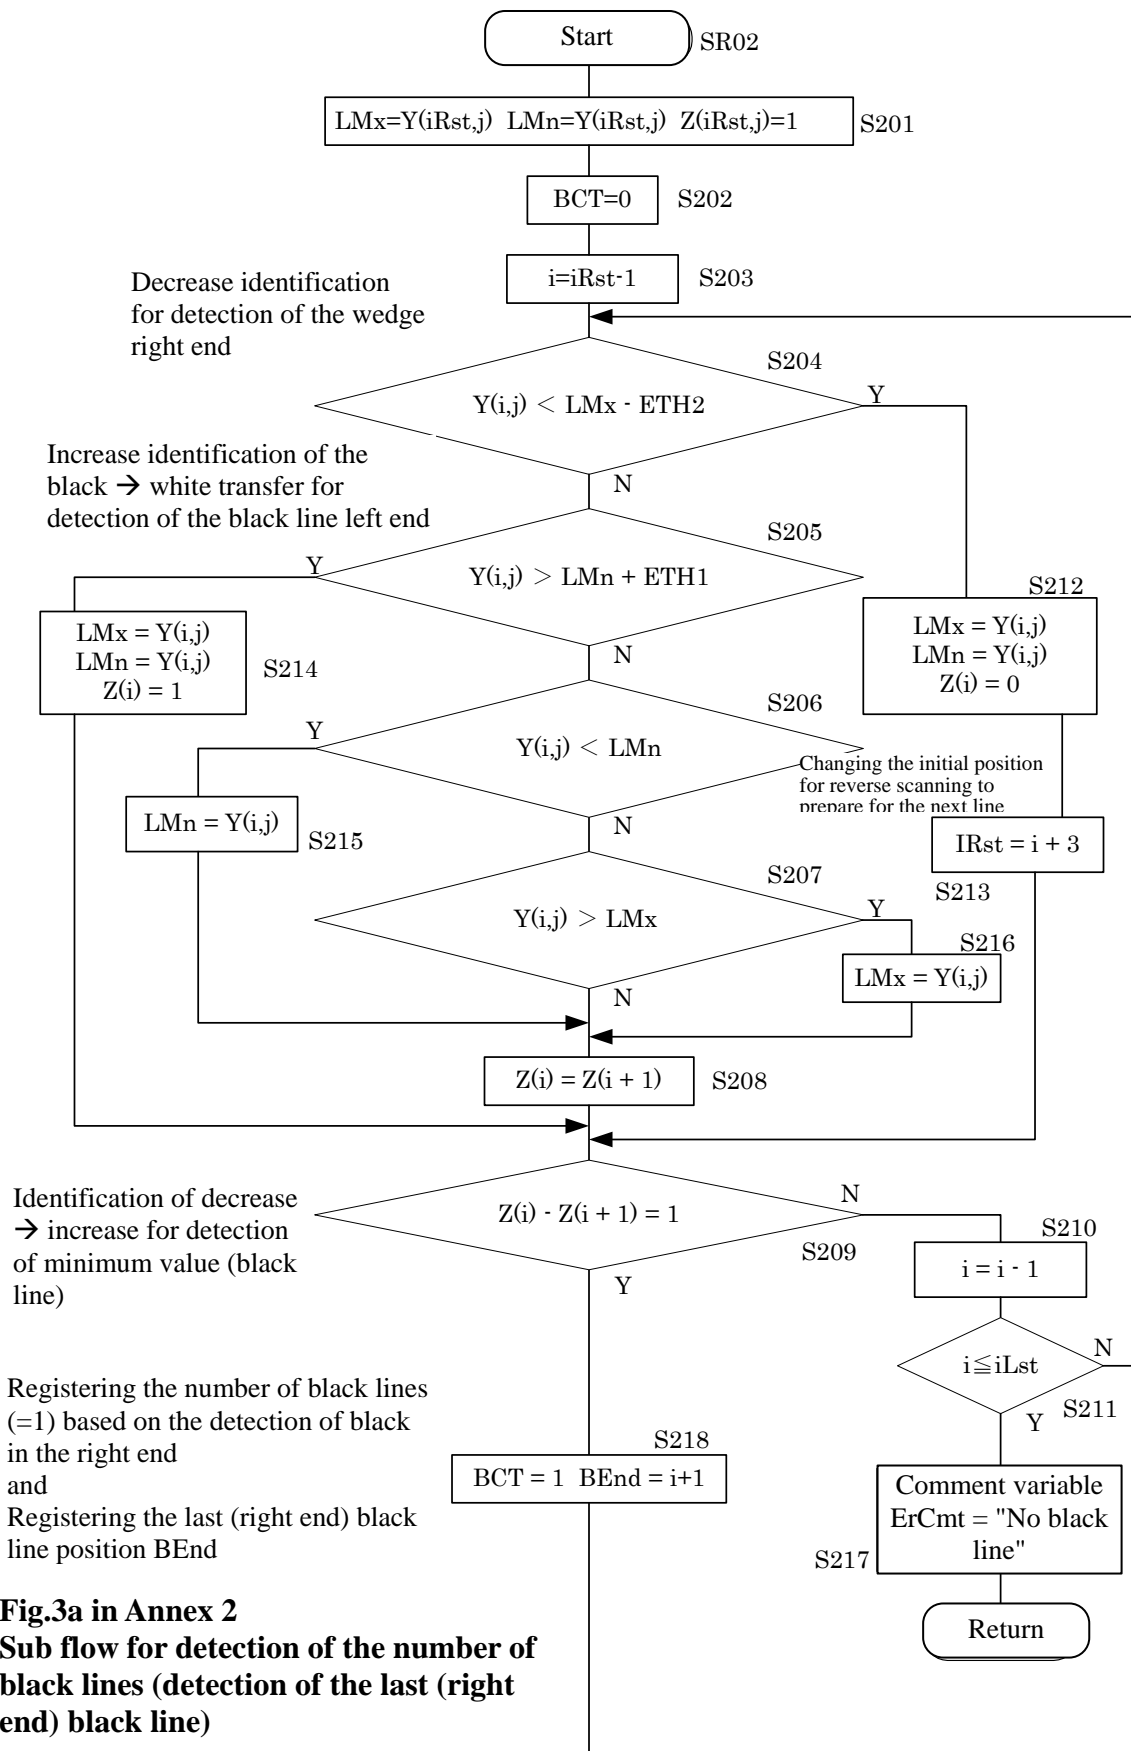 Start
SR02
LMx=Y(iRst,j) LMn=Y(iRst,j) Z(iRst,j)=1
S201
BCT=0
S202
i=iRst-1
S203
Decrease identification
for detection of the wedge
right end
S204
Y(i,j) < LMx - ETH2
Y
N
Increase identification of the
black → white transfer for
detection of the black line left end
S205
Y(i,j) > LMn + ETH1
Y
N
S212
LMx = Y(i,j)
LMn = Y(i,j)
Z(i) = 0
LMx = Y(i,j)
LMn = Y(i,j)
Z(i) = 1
S214
S206
Y(i,j) < LMn
Y
N
Changing the initial position
for reverse scanning to
prepare for the next line
LMn = Y(i,j)
S215
IRst = i + 3
S213
S207
Y(i,j) > LMx
Y
N
S216
LMx = Y(i,j)
Z(i) = Z(i + 1)
S208
Identification of decrease
→ increase for detection
of minimum value (black
line)
Z(i) - Z(i + 1) = 1
N
S209
Y
S210
i = i - 1
i≦iLst
N
S211
Y
Registering the number of black lines
(=1) based on the detection of black
in the right end
and
Registering the last (right end) black
line position BEnd
S218
BCT = 1 BEnd = i+1
Comment variable
ErCmt = "No black
line"
S217
Return
Fig.3a in Annex 2
Sub flow for detection of the number of
black lines (detection of the last (right
end) black line)